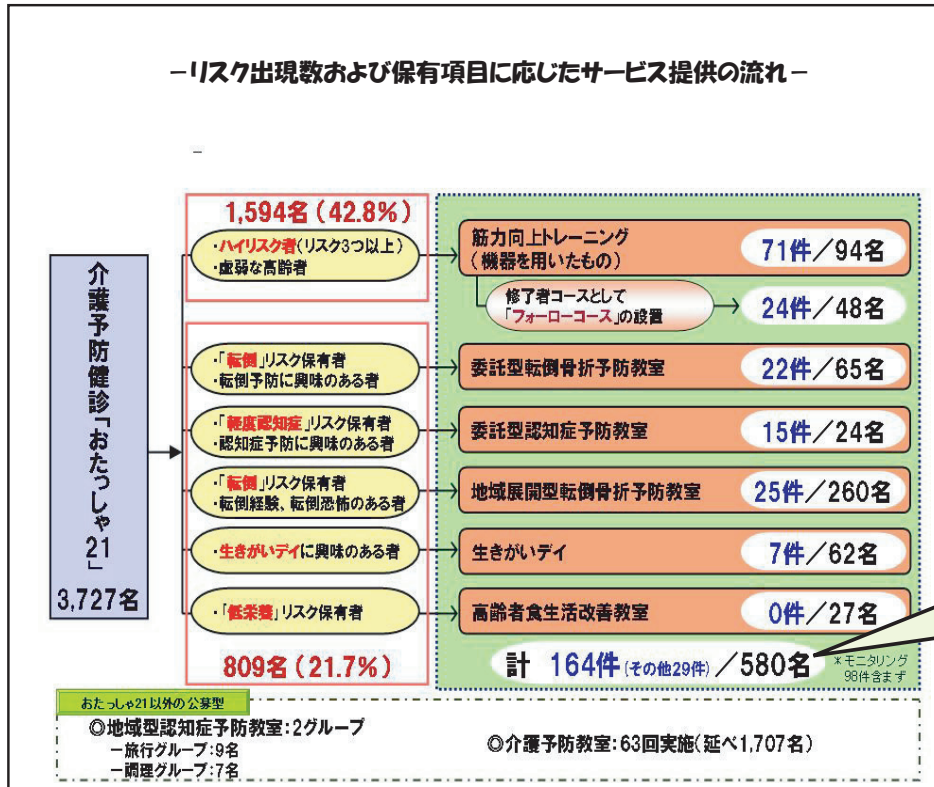 －リスク出現数および保有項目に応じたサービス提供の流れ－
－
介護予防健診「おたっしゃ21」
3,727名
1,594名(42.8%)
・ハイリスク者(リスク3つ以上)
・虚弱な高齢者
筋力向上トレーニング
(機器を用いたもの)
71件／94名
修了者コースとして
「フォローコース」の設置
24件／48名
・「転倒」リスク保有者
・転倒予防に興味のある者
委託型転倒骨折予防教室
22件／65名
・「軽度認知症」リスク保有者
・認知症予防に興味のある者
委託型認知症予防教室
15件／24名
・「転倒」リスク保有者
・転倒経験、転倒恐怖のある者
地域展開型転倒骨折予防教室
25件／260名
・生きがいデイに興味のある者
生きがいデイ
7件／62名
・「低栄養」リスク保有者
高齢者食生活改善教室
0件／27名
809名(21.7%)
計 164件(その他29件)／580名
＊モニタリング
98件含まず
おたっしゃ21以外の公募型
◎地域型認知症予防教室：2グループ
－旅行グループ：9名
－調理グループ：7名
◎介護予防教室：63回実施(延べ1,707名)